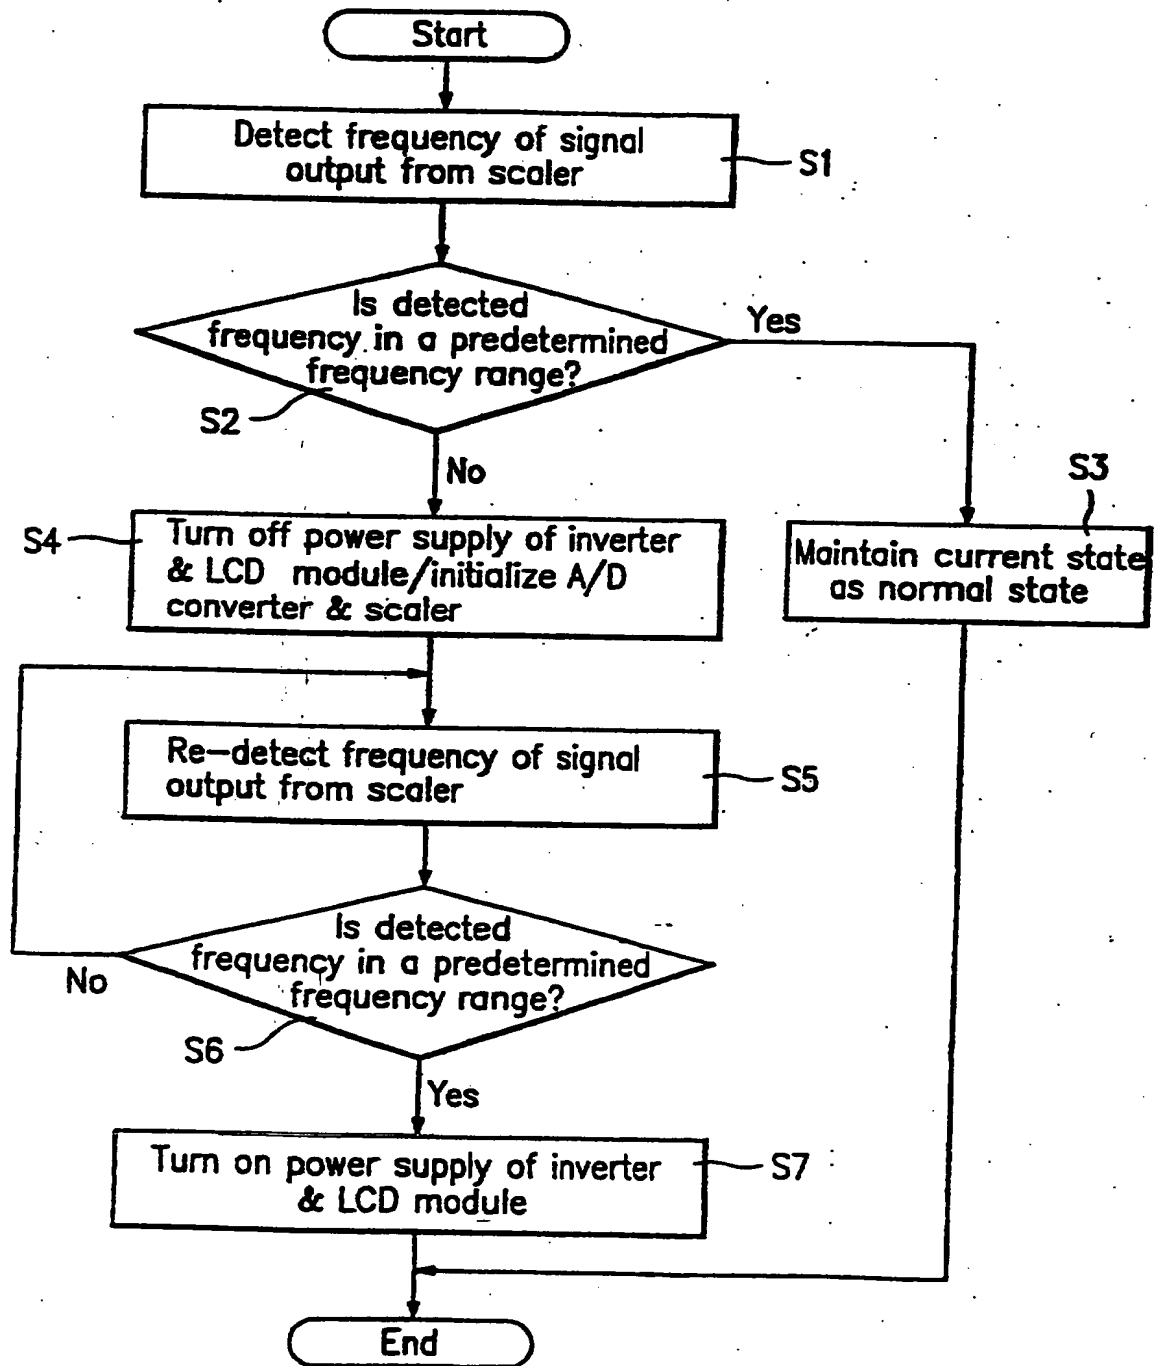 Start
Detect frequency of signal
output from scaler
S1
Is detected
frequency in a predetermined
frequency range?
Yes
S2
No
S3
S4
Turn off power supply of inverter
& LCD module/initialize A/D
converter & scaler
Maintain current state
as normal state
Re-detect frequency of signal
output from scaler
S5
Is detected
frequency in a predetermined
frequency range?
No
S6
Yes
Turn on power supply of inverter
& LCD module
S7
End